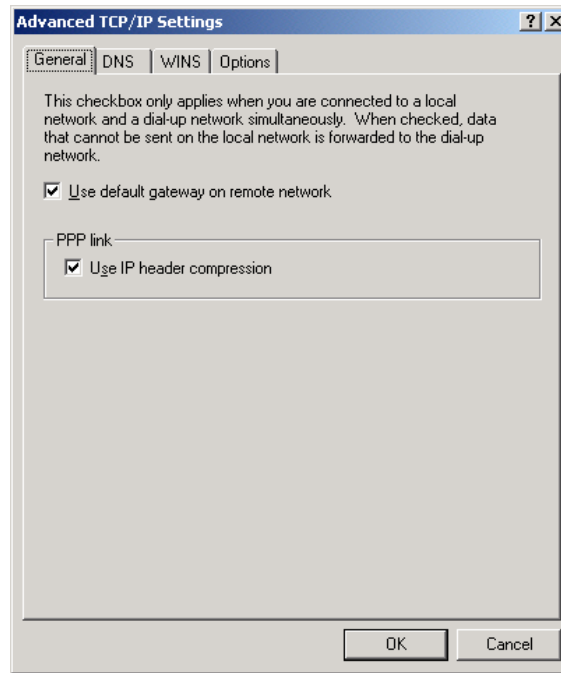 Advanced TCP/IP Settings
General DNS WINS Options
This checkbox only applies when you are connected to a local
network and a dial-up network simultaneously. When checked, data
that cannot be sent on the local network is forwarded to the dial-up
network.
Use default gateway on remote network
PPP link
Use IP header compression
OK Cancel